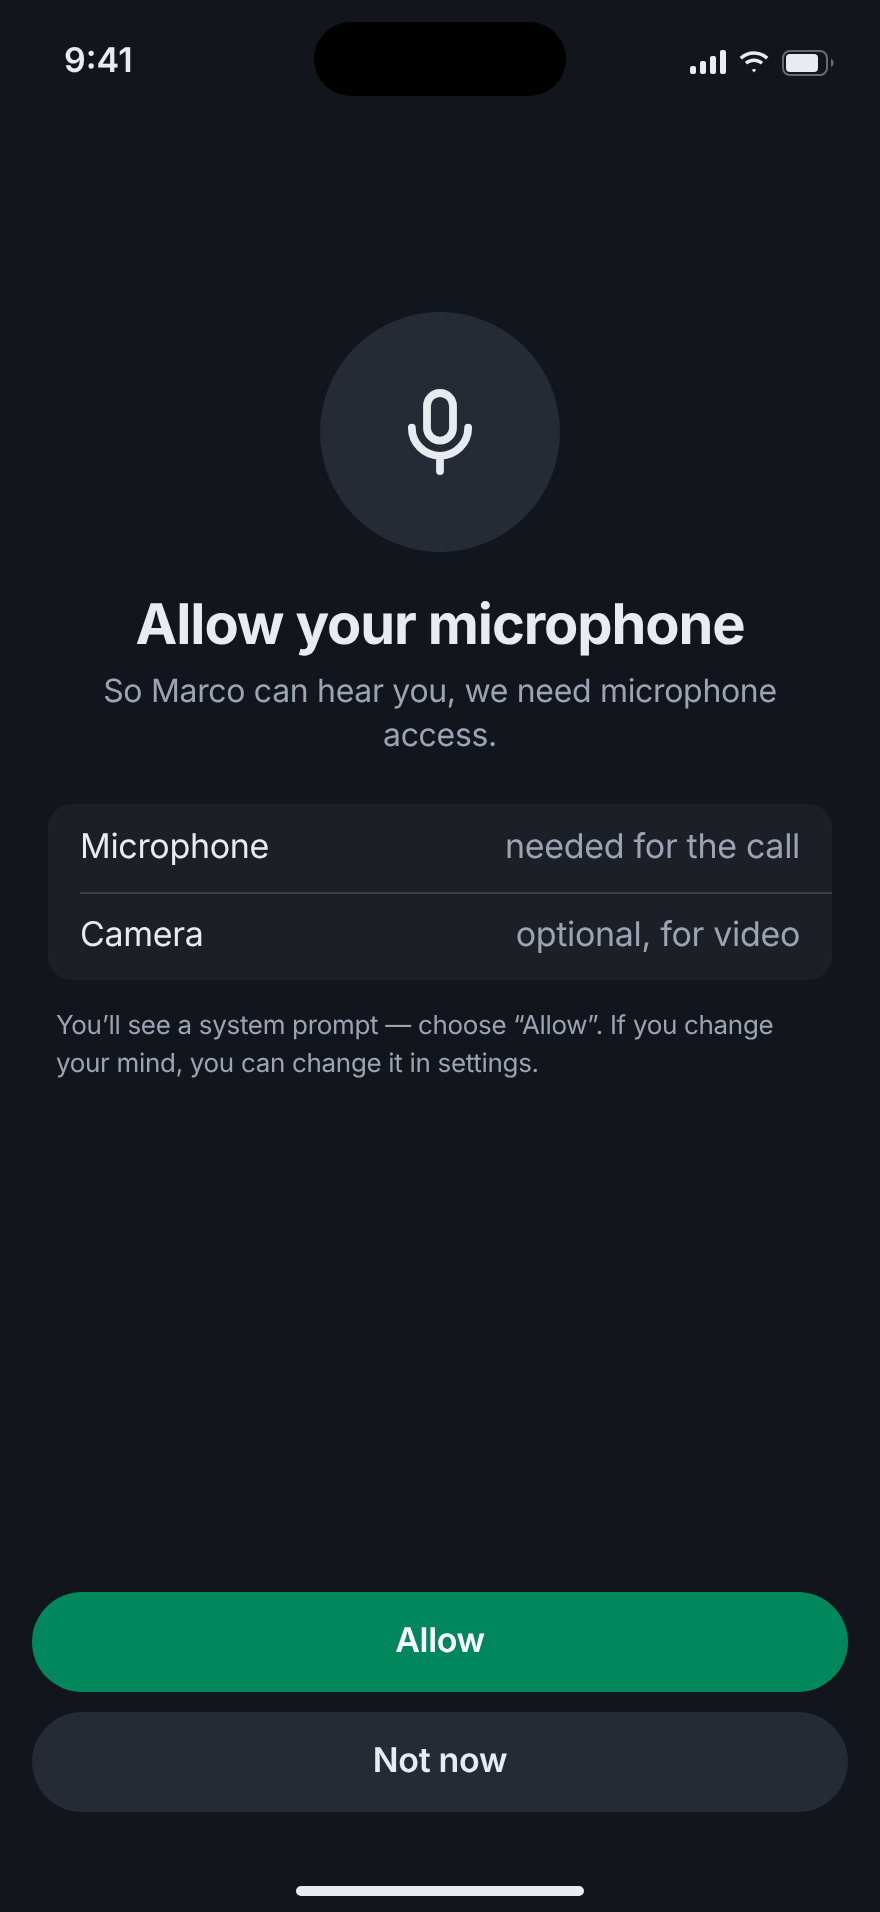 9:41
Allow your microphone
So Marco can hear you, we need microphone
access.
Microphone needed for the call
Camera optional, for video
You’ll see a system prompt — choose “Allow”. If you change
your mind, you can change it in settings.
Allow
Not now